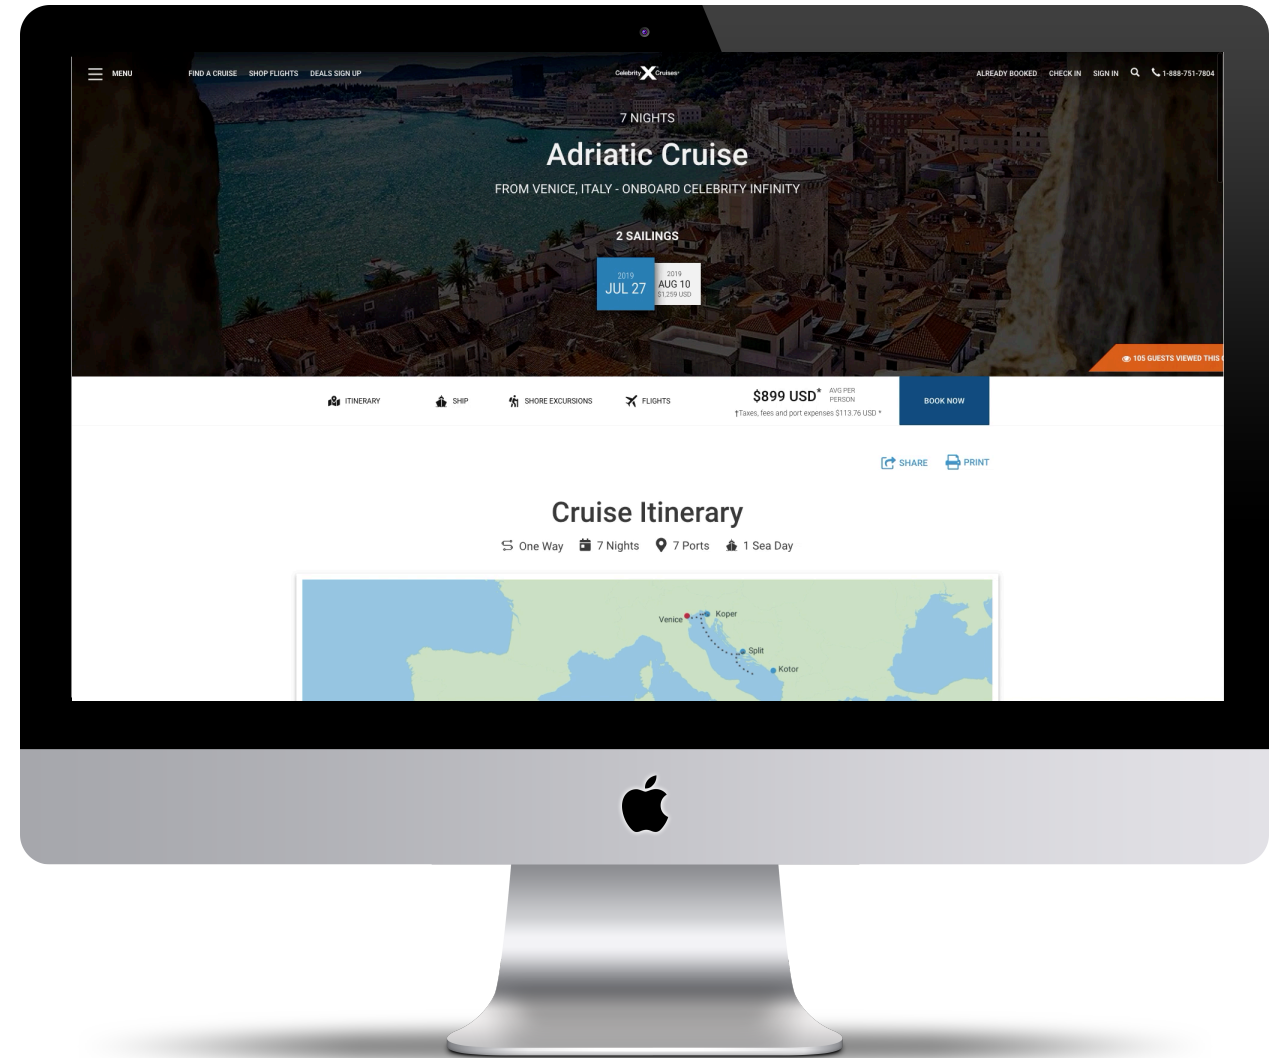 MENU FIND A CRUISE SHOP FLIGHTS DEALS SIGN UP Celebrity X Cruises ALREADY BOOKED CHECK IN SIGN IN 1-888-751-7804
7 NIGHTS
Adriatic Cruise
FROM VENICE, ITALY - ONBOARD CELEBRITY INFINITY
2 SAILINGS
2019
JUL 27
2019
AUG 10
$1,259 USD
105 GUESTS VIEWED THIS
ITINERARY SHIP SHORE EXCURSIONS FLIGHTS
$899 USD* AVG PER
PERSON
†Taxes, fees and port expenses $113.76 USD *
BOOK NOW
SHARE PRINT
Cruise Itinerary
One Way 7 Nights 7 Ports 1 Sea Day
Venice Koper
Split
Kotor